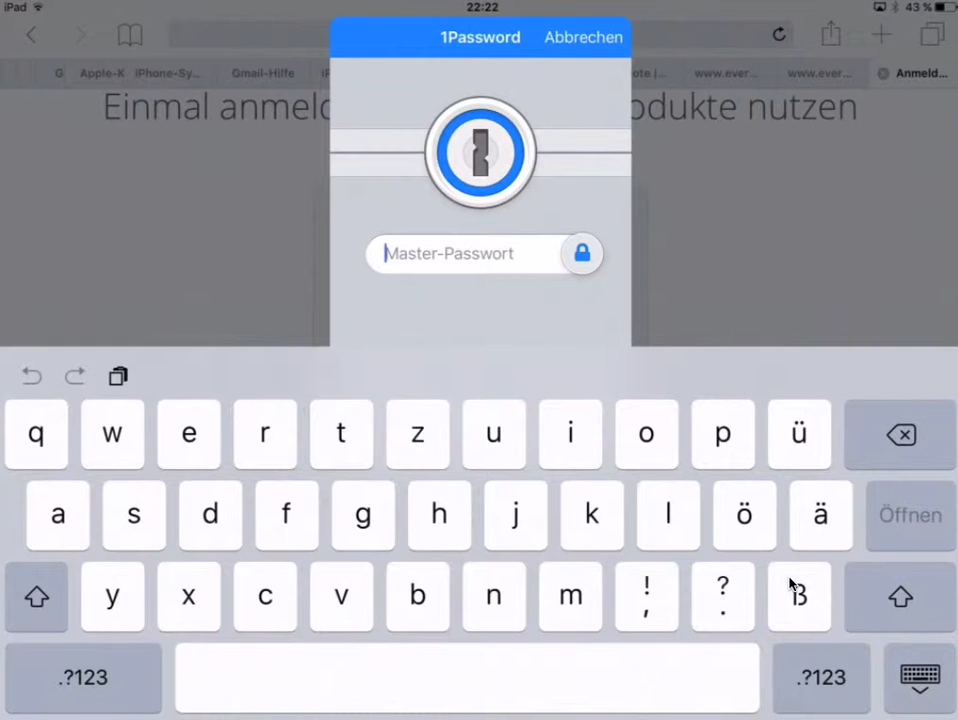 iPad 22:22 43 %
1Password Abbrechen
G Apple-K iPhone-Sy... Gmail-Hilfe ote |... www.ever... www.ever... Anmeld...
Einmal anmeld odukte nutzen
Master-Passwort
q w e r t z u i o p ü
a s d f g h j k l ö ä Öffnen
y x c v b n m ! , ? . ß
.?123 .?123